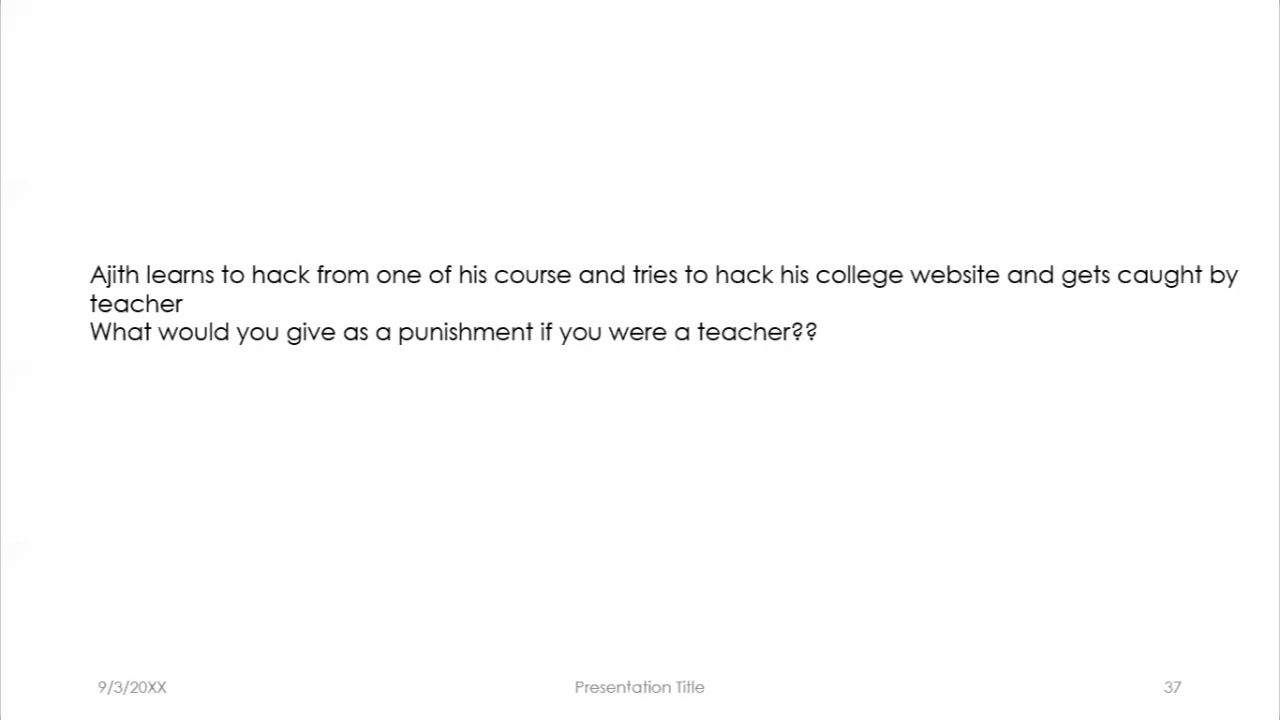 Ajith learns to hack from one of his course and tries to hack his college website and gets caught by
teacher
What would you give as a punishment if you were a teacher??
9/3/20XX
Presentation Title
37